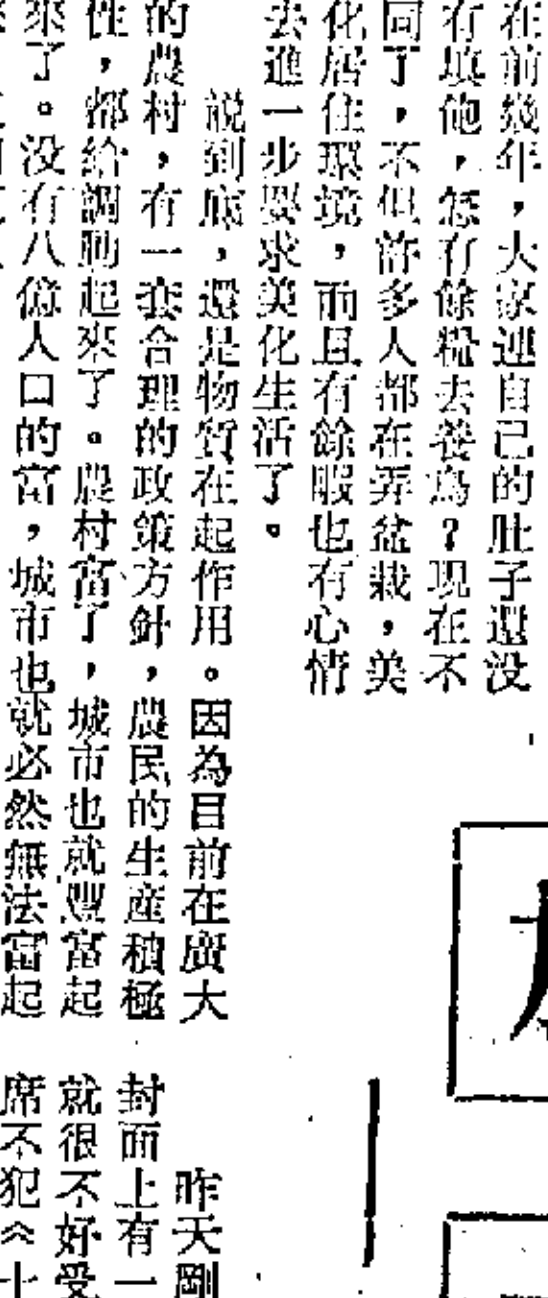 在前幾年，大家連自己的肚子還没
有填飽，怎有餘糧去養鳥？現在不
同了，不但許多人都在弄盆栽，美
化居住環境，而且有餘暇也有心情
去進一步要求美化生活了。
説到底，還是物質在起作用。因為目前在廣大
的農村，有一套合理的政策方針，農民的生産積極
性，都給調動起來了。農村富了，城市也就豐富起
來了。没有八億人口的富，城市也就必然無法富起
昨天剛
封面上有一
就很不好受
席不犯《十